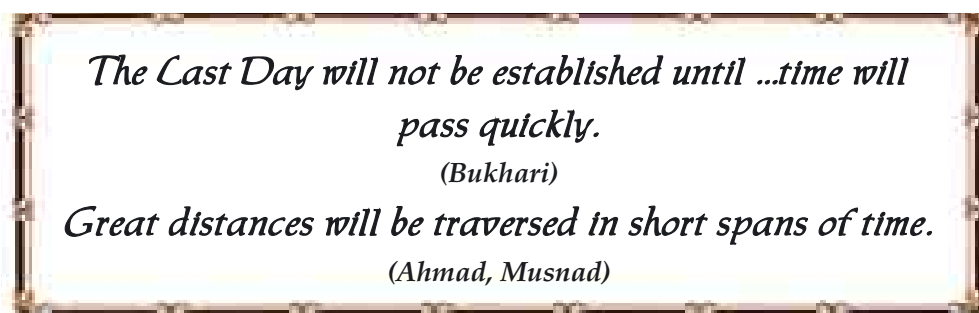 The Last Day will not be established until ...time will
pass quickly.
(Bukhari)
Great distances will be traversed in short spans of time.
(Ahmad, Musnad)